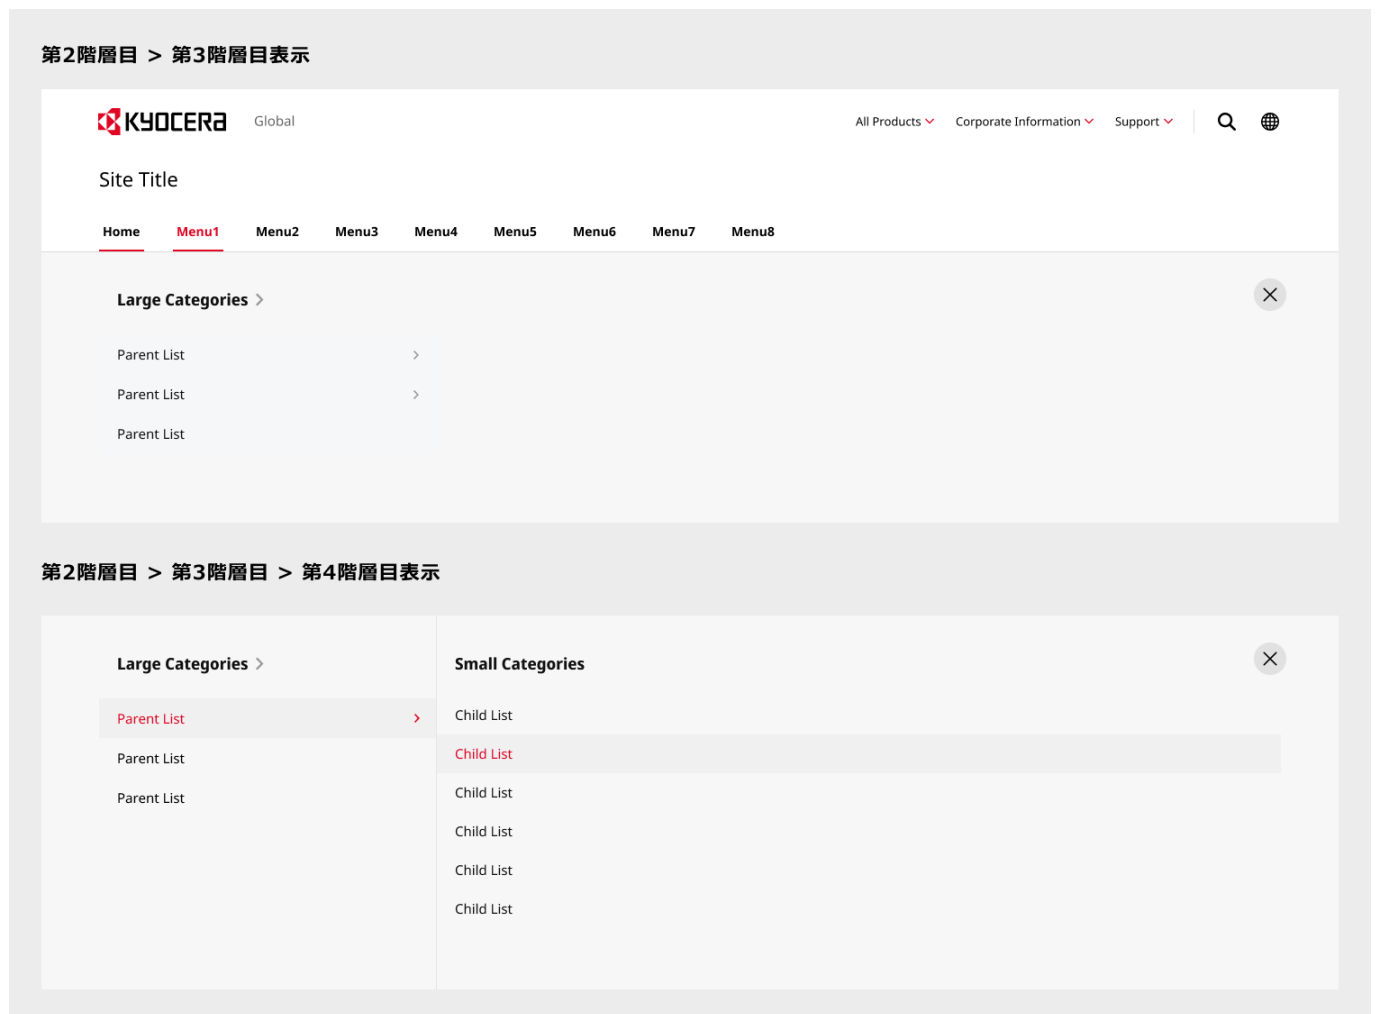 第2階層目 > 第3階層目表示
KYOCERA Global All Products Corporate Information Support
Site Title
Home Menu1 Menu2 Menu3 Menu4 Menu5 Menu6 Menu7 Menu8
Large Categories
Parent List
Parent List
Parent List
第2階層目 > 第3階層目 > 第4階層目表示
Large Categories
Parent List
Parent List
Parent List
Small Categories
Child List
Child List
Child List
Child List
Child List
Child List